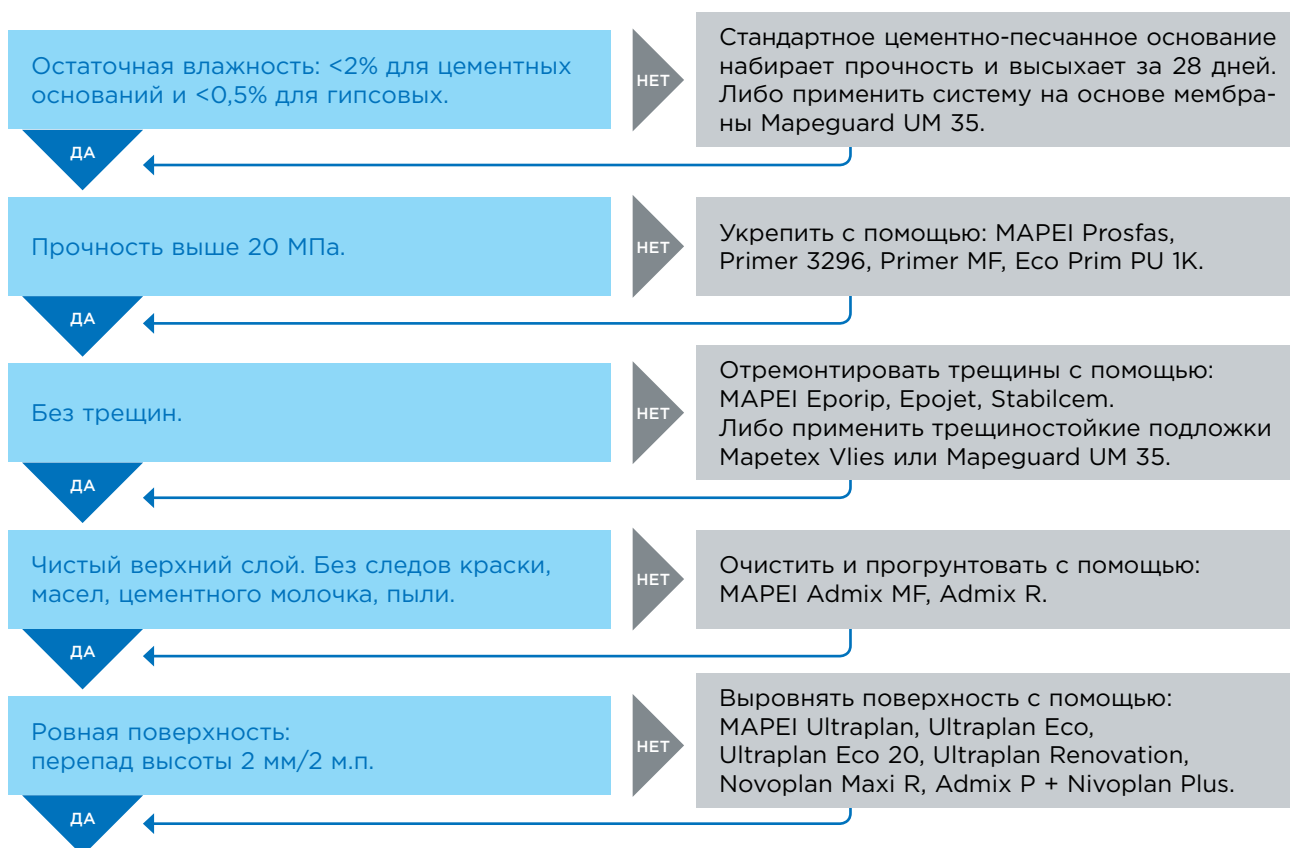 Остаточная влажность: <2% для цементных
оснований и <0,5% для гипсовых.
НЕТ
Стандартное цементно-песчанное основание
набирает прочность и высыхает за 28 дней.
Либо применить систему на основе мембра-
ны Mapeguard UM 35.
ДА
Прочность выше 20 МПа.
НЕТ
Укрепить с помощью: MAPEI Prosfas,
Primer 3296, Primer MF, Eco Prim PU 1K.
ДА
Без трещин.
НЕТ
Отремонтировать трещины с помощью:
MAPEI Eporip, Epojet, Stabilcem.
Либо применить трещиностойкие подложки
Mapetex Vlies или Mapeguard UM 35.
ДА
Чистый верхний слой. Без следов краски,
масел, цементного молочка, пыли.
НЕТ
Очистить и прогрунтовать с помощью:
MAPEI Admix MF, Admix R.
ДА
Ровная поверхность:
перепад высоты 2 мм/2 м.п.
НЕТ
Выровнять поверхность с помощью:
MAPEI Ultraplan, Ultraplan Eco,
Ultraplan Eco 20, Ultraplan Renovation,
Novoplan Maxi R, Admix P + Nivoplan Plus.
ДА